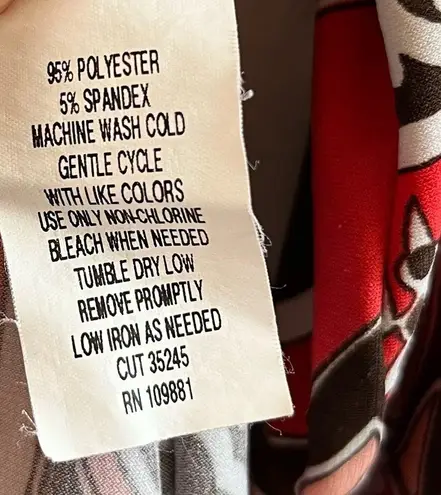 95% POLYESTER
5% SPANDEX
MACHINE WASH COLD
GENTLE CYCLE
WITH LIKE COLORS
USE ONLY NON-CHLORINE
BLEACH WHEN NEEDED
TUMBLE DRY LOW
REMOVE PROMPTLY
LOW IRON AS NEEDED
CUT 35245
RN 109881